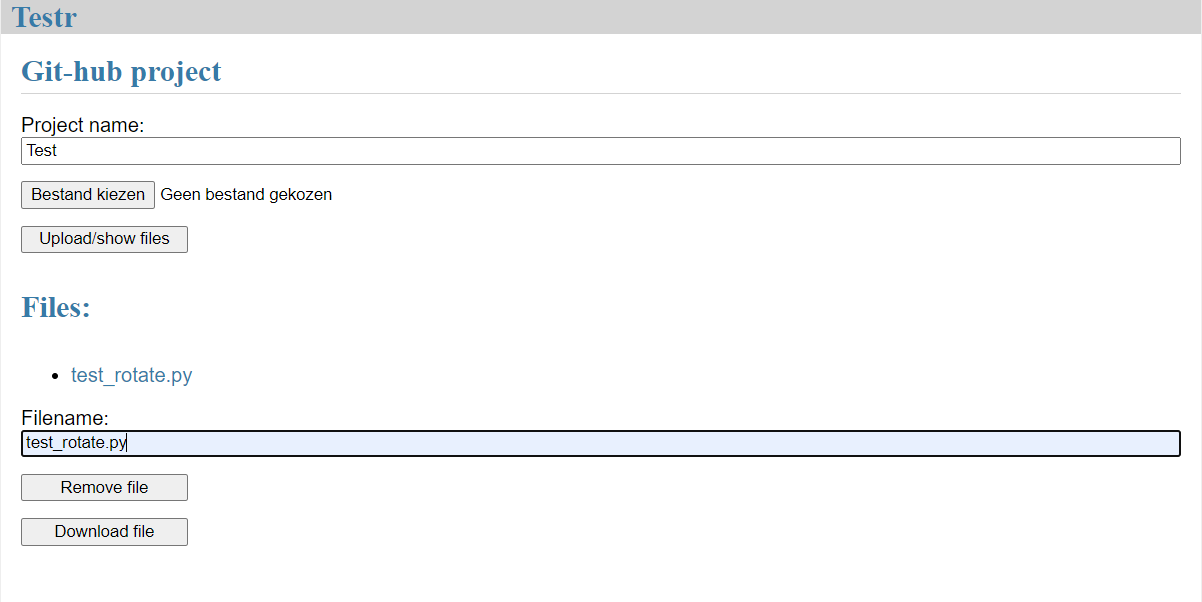 Testr
Git-hub project
Project name:
Test
Bestand kiezen Geen bestand gekozen
Upload/show files
Files:
test_rotate.py
Filename:
test_rotate.py
Remove file
Download file